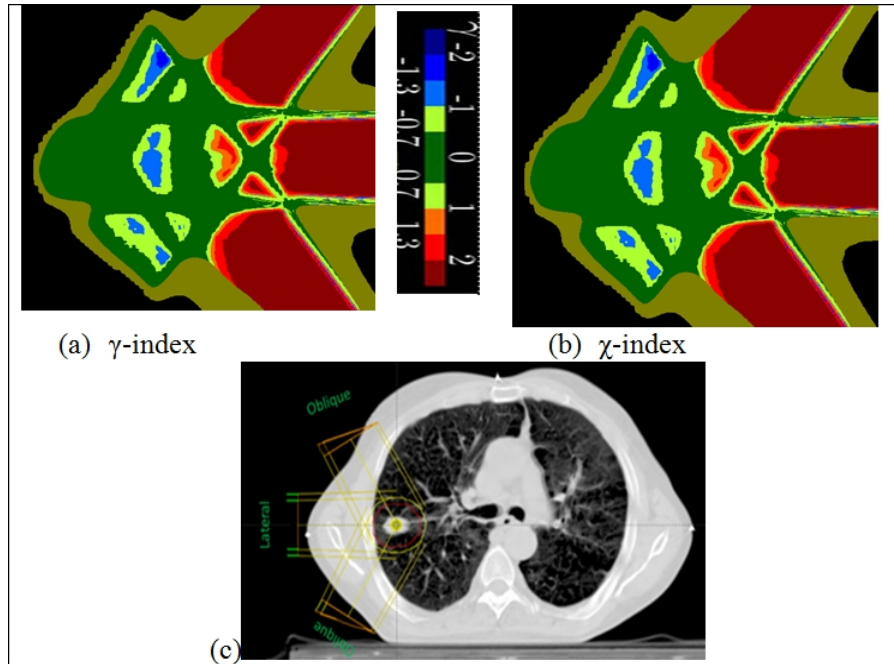 γ
-2
-1.3
-1
-0.7
0
0.7
1
1.3
2
(a) γ-index
(b) χ-index
Oblique
Lateral
Oblique
(c)